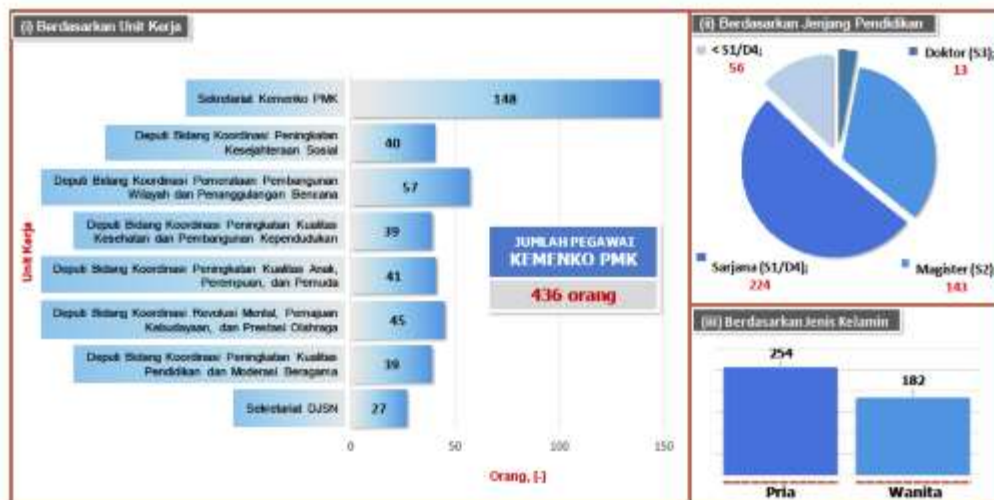 (i) Berdasarkan Unit Kerja
Unit Kerja
Sekretariat Kemenko PMK
148
Deputi Bidang Koordinasi Peningkatan
Kesejahteraan Sosial
40
Deputi Bidang Koordinasi Pemerataan Pembangunan
Wilayah dan Penanggulangan Bencana
57
Deputi Bidang Koordinasi Peningkatan Kualitas
Kesehatan dan Pembangunan Kependudukan
39
Deputi Bidang Koordinasi Peningkatan Kualitas Anak,
Perempuan, dan Pemuda
41
Deputi Bidang Koordinasi Revolusi Mental, Pemajuan
Kebudayaan, dan Prestasi Olahraga
45
Deputi Bidang Koordinasi Peningkatan Kualitas
Pendidikan dan Moderasi Beragama
39
Sekretariat DJSN
27
0 50 100 150
Orang, [-]
JUMLAH PEGAWAI
KEMENKO PMK
436 orang
(ii) Berdasarkan Jenjang Pendidikan
< S1/D4;
56
Doktor (S3)
13
Sarjana (S1/D4);
224
Magister (S2)
143
(iii) Berdasarkan Jenis Kelamin
254
182
Pria
Wanita